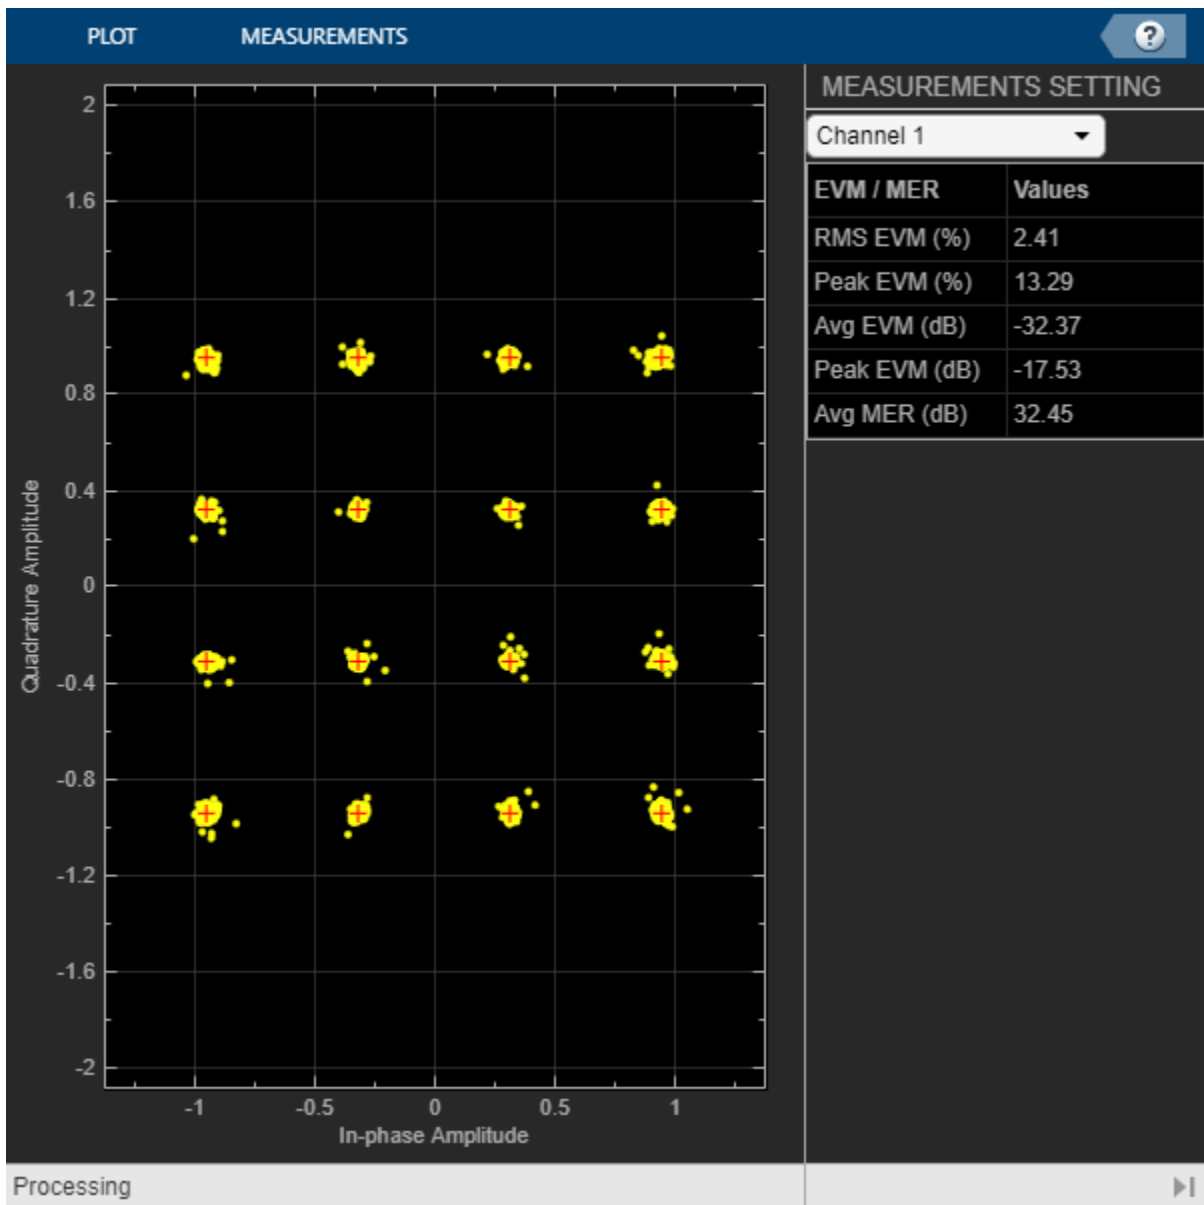 PLOT MEASUREMENTS ?
MEASUREMENTS SETTING
Channel 1
EVM / MER Values
RMS EVM (%) 2.41
Peak EVM (%) 13.29
Avg EVM (dB) -32.37
Peak EVM (dB) -17.53
Avg MER (dB) 32.45
2
1.6
1.2
0.8
0.4
0
-0.4
-0.8
-1.2
-1.6
-2
Quadrature Amplitude
-1 -0.5 0 0.5 1
In-phase Amplitude
Processing